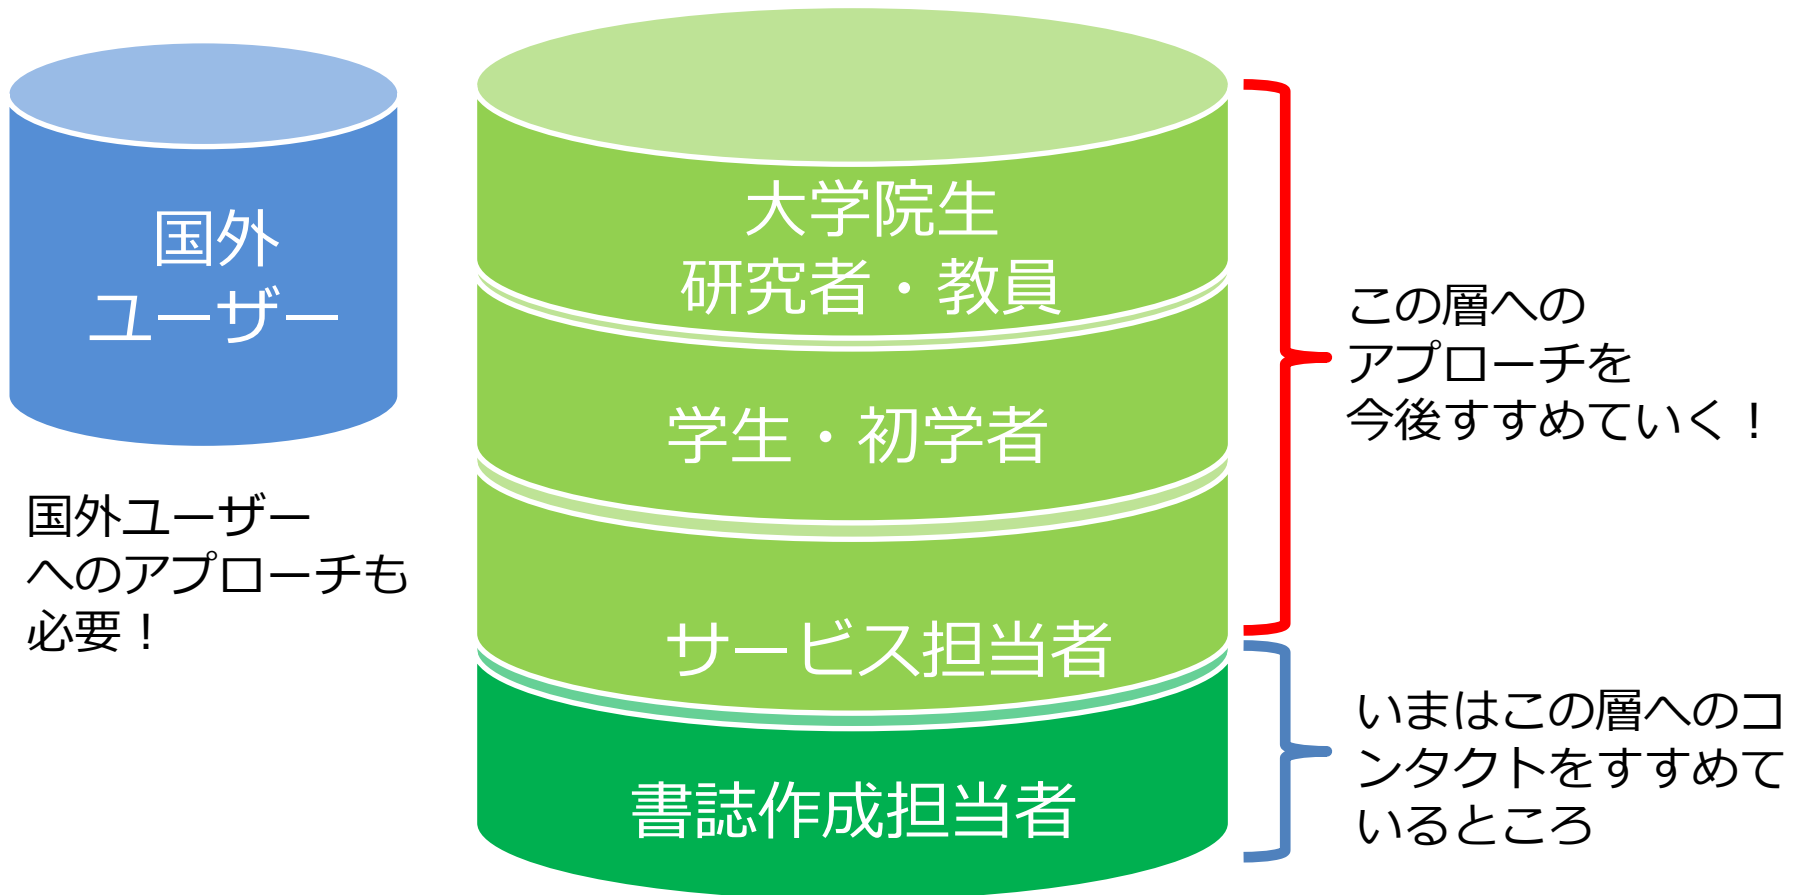 国外
ユーザー
国外ユーザー
へのアプローチも
必要！
大学院生
研究者・教員
学生・初学者
サービス担当者
書誌作成担当者
この層への
アプローチを
今後すすめていく！
いまはこの層へのコ
ンタクトをすすめて
いるところ